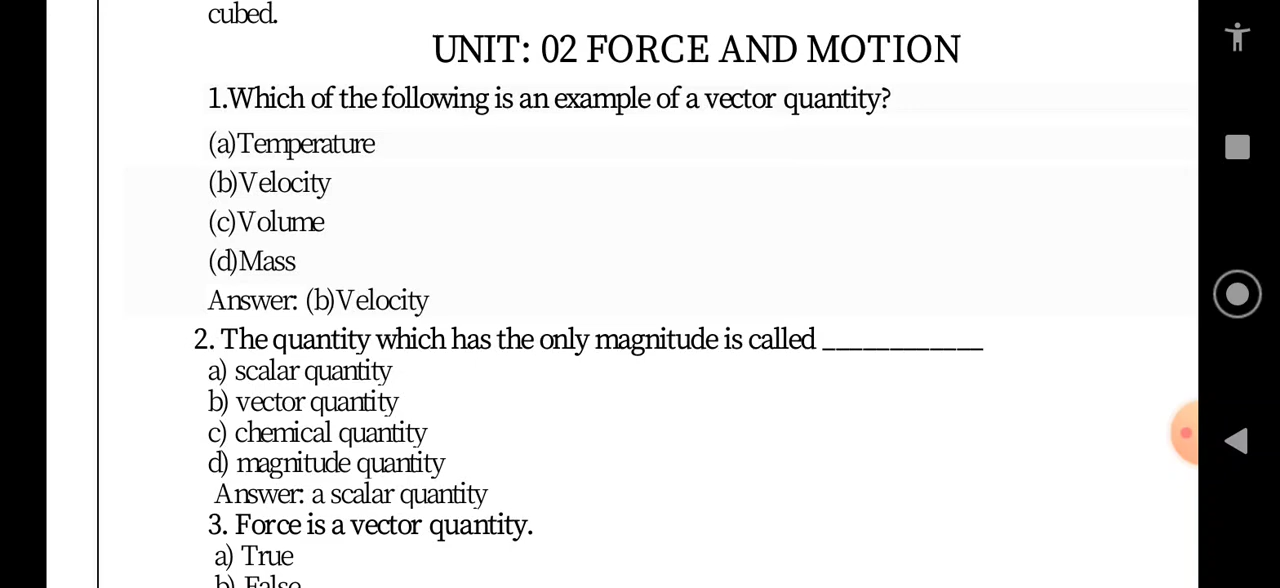 cubed.
UNIT: 02 FORCE AND MOTION
1.Which of the following is an example of a vector quantity?
(a)Temperature
(b)Velocity
(c)Volume
(d)Mass
Answer: (b)Velocity
2. The quantity which has the only magnitude is called ____________
a) scalar quantity
b) vector quantity
c) chemical quantity
d) magnitude quantity
Answer: a scalar quantity
3. Force is a vector quantity.
a) True
b) False